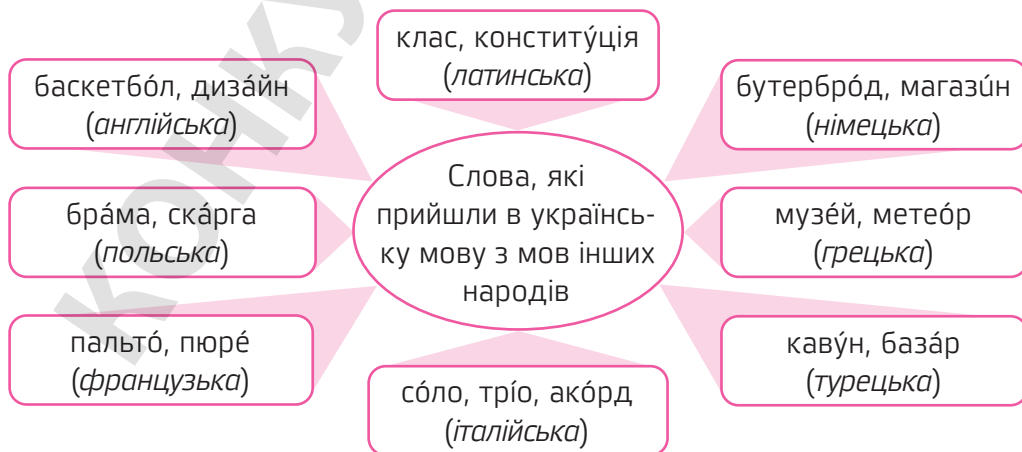 клас, конститу́ція
(латинська)
баскетбо́л, диза́йн
(англійська)
бутербро́д, магази́н
(німецька)
Слова, які
прийшли в українсь-
ку мову з мов інших
народів
бра́ма, ска́рга
(польська)
музе́й, метео́р
(грецька)
пальто́, пюре́
(французька)
каву́н, база́р
(турецька)
со́ло, трі́о, ако́рд
(італійська)